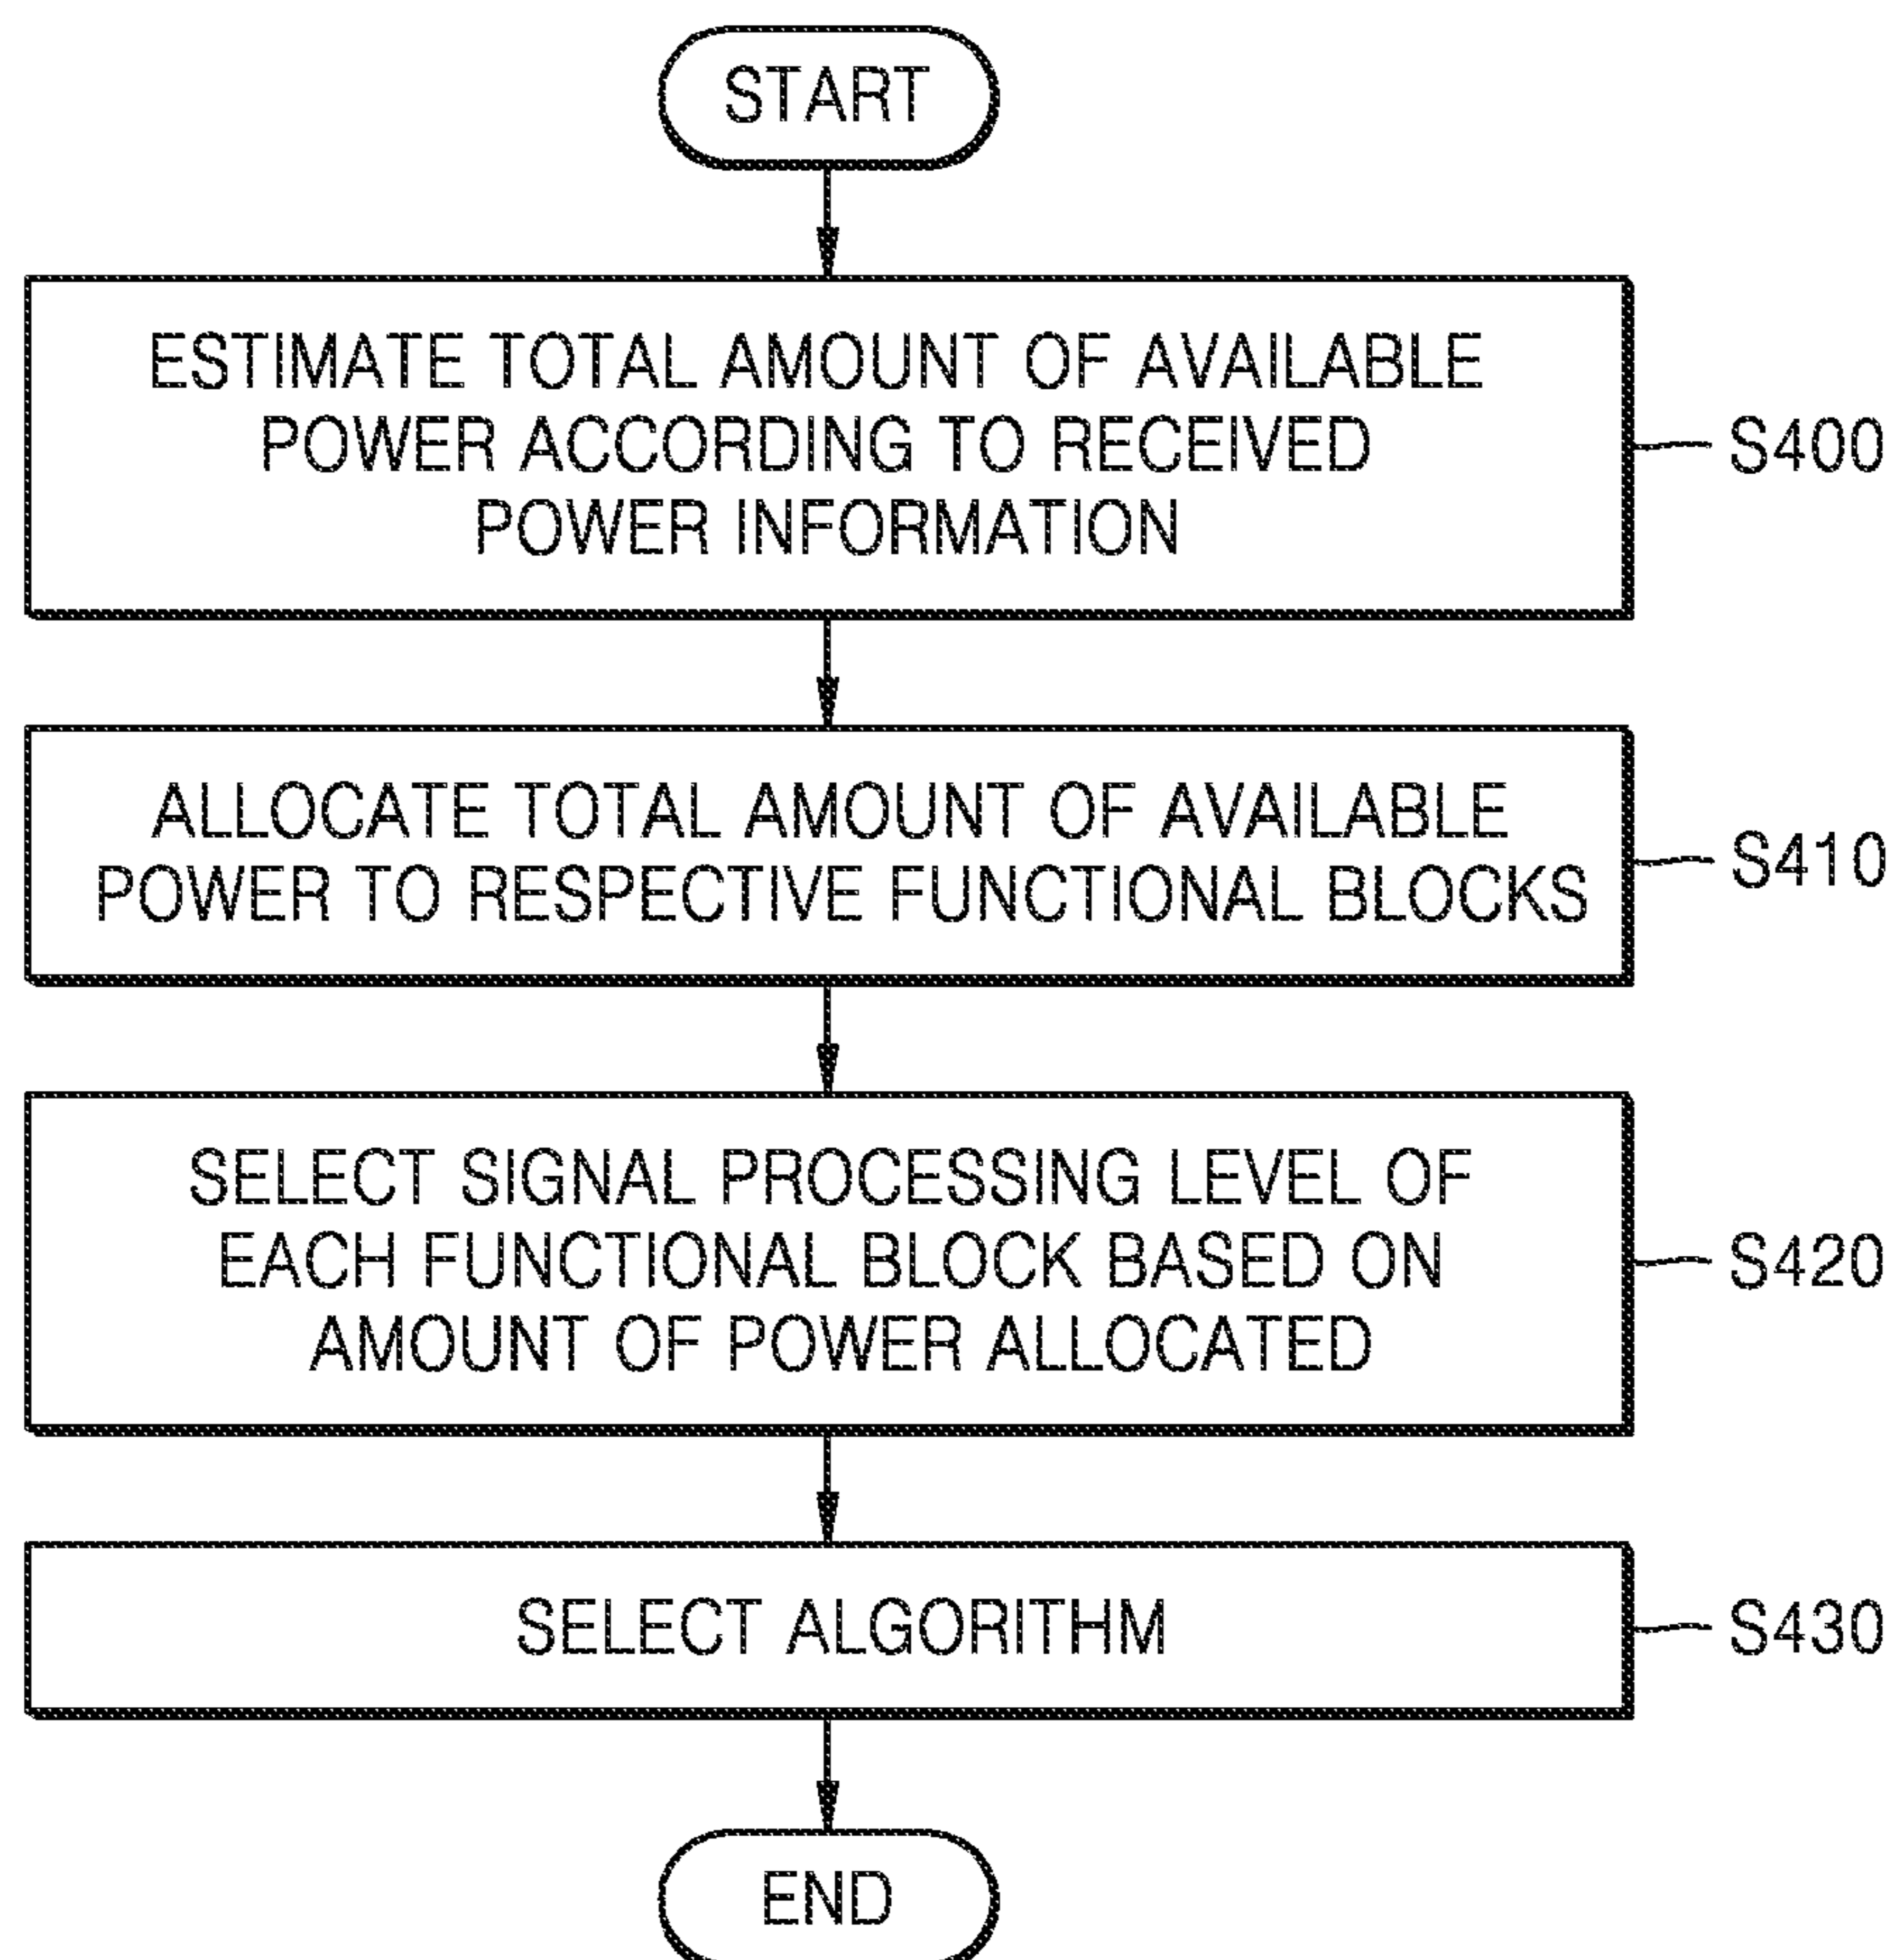 START
ESTIMATE TOTAL AMOUNT OF AVAILABLE
POWER ACCORDING TO RECEIVED
POWER INFORMATION
S400
ALLOCATE TOTAL AMOUNT OF AVAILABLE
POWER TO RESPECTIVE FUNCTIONAL BLOCKS
S410
SELECT SIGNAL PROCESSING LEVEL OF
EACH FUNCTIONAL BLOCK BASED ON
AMOUNT OF POWER ALLOCATED
S420
SELECT ALGORITHM
S430
END